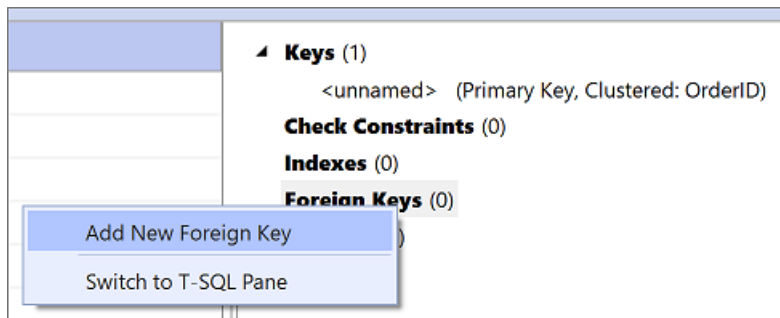 Keys (1)
<unnamed> (Primary Key, Clustered: OrderID)
Check Constraints (0)
Indexes (0)
Foreign Keys (0)
)
Add New Foreign Key
Switch to T-SQL Pane